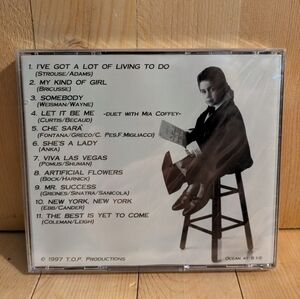 1. I'VE GOT A LOT OF LIVING TO DO
(STROUSE/ADAMS)
2. MY KIND OF GIRL
(BRICUSSE)
3. SOMEBODY
(WEISMAN/WAYNE)
4. LET IT BE ME -DUET WITH MIA COFFEY-
(CURTIS/BECAUD)
5. CHE SARA'
(FONTANA/GRECO/C. PES.F.MIGLIACCI)
6. SHE'S A LADY
(ANKA)
7. VIVA LAS VEGAS
(POMUS/SHUMAN)
8. ARTIFICIAL FLOWERS
(BOCK/HARNICK)
9. MR. SUCCESS
(GREINES/SINATRA/SANICOLA)
10. NEW YORK, NEW YORK
(EBB/CANDER)
11. THE BEST IS YET TO COME
(COLEMAN/LEIGH)
© 1997 T.O.P. PRODUCTIONS